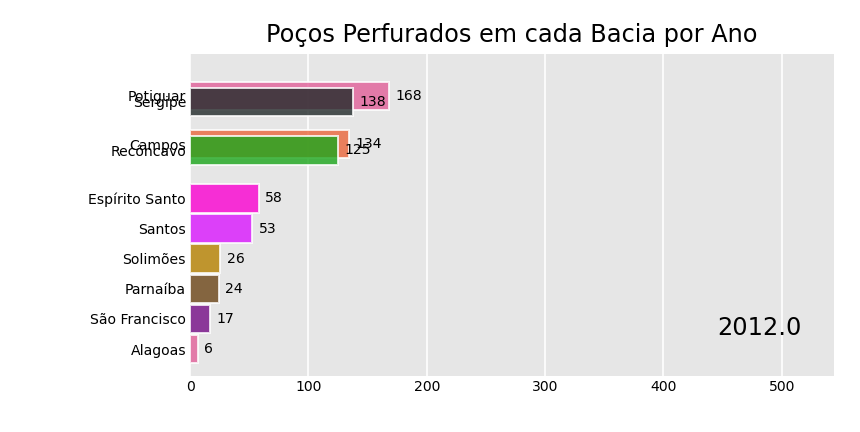 Poços Perfurados em cada Bacia por Ano
Potiguar 168
Sergipe 138
Campos 134
Recôncavo 125
Espírito Santo 58
Santos 53
Solimões 26
Parnaíba 24
São Francisco 17
2012.0
Alagoas 6
0 100 200 300 400 500